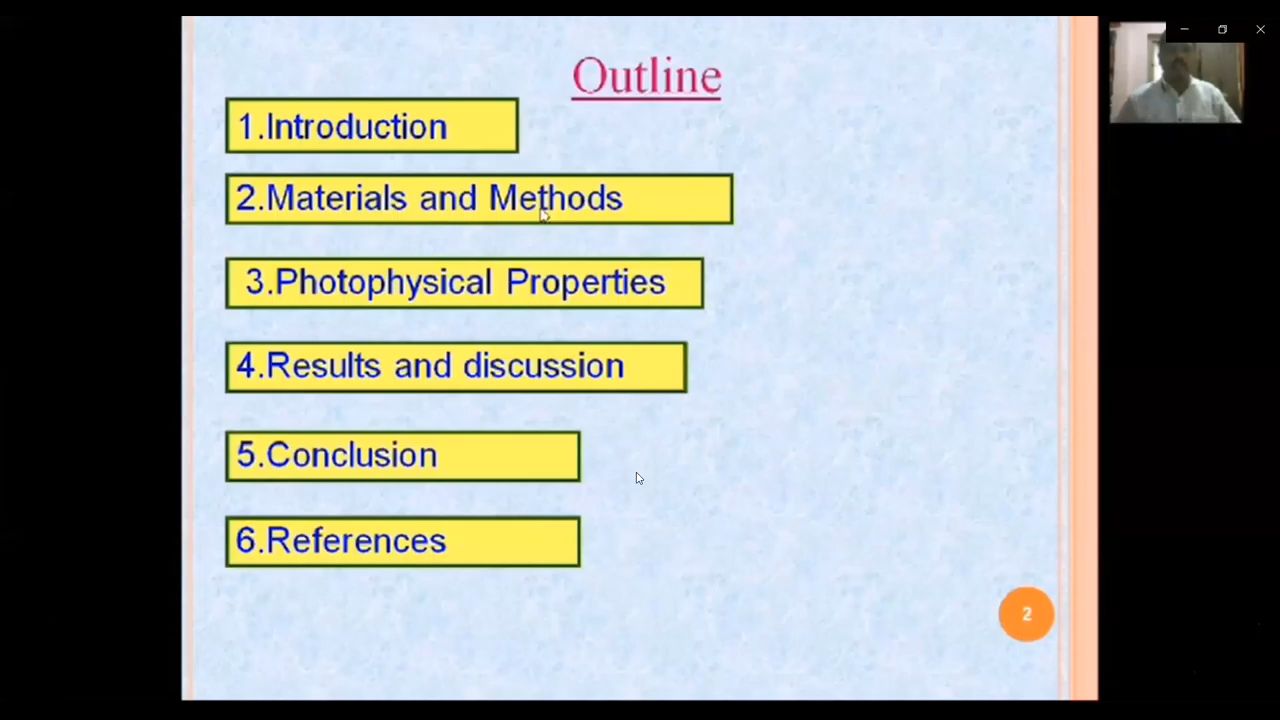 Outline
1.Introduction
2.Materials and Methods
3.Photophysical Properties
4.Results and discussion
5.Conclusion
6.References
2